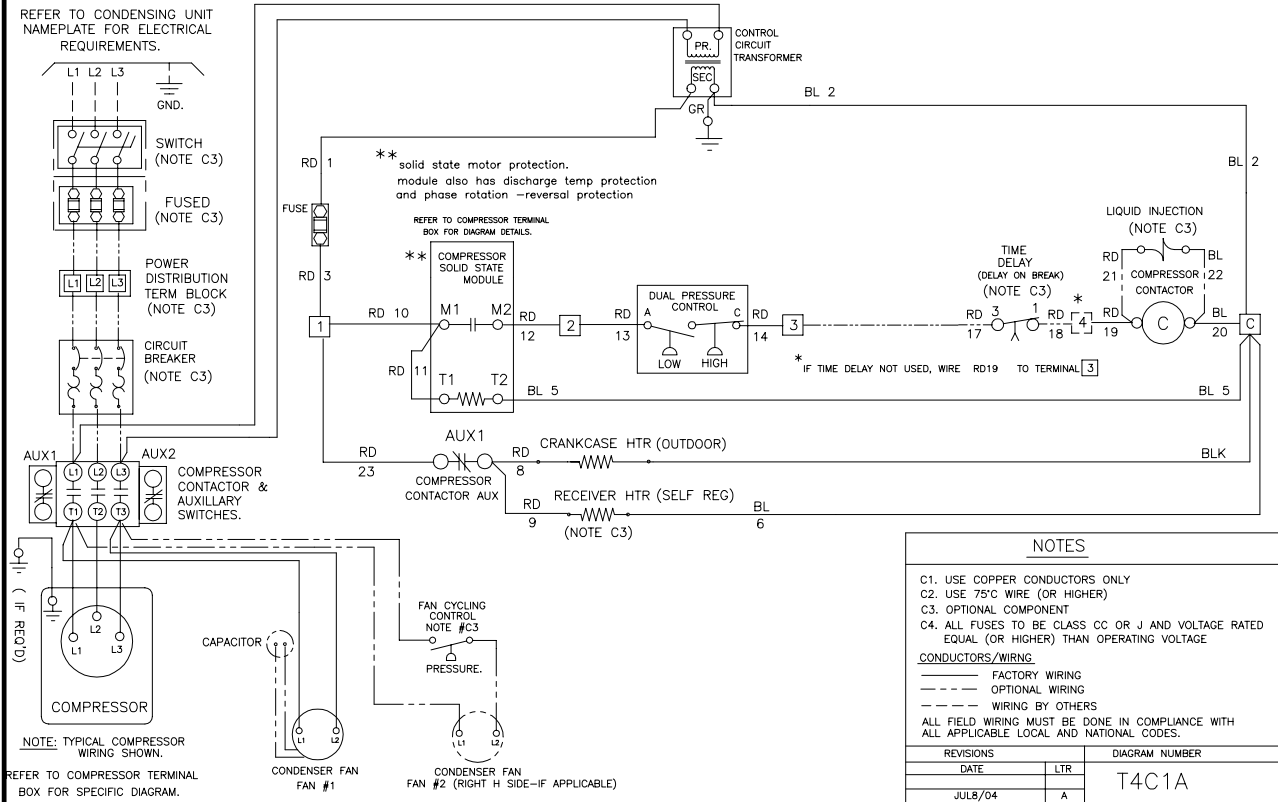 REFER TO CONDENSING UNIT
NAMEPLATE FOR ELECTRICAL
REQUIREMENTS.
L1 L2 L3
GND.
SWITCH
(NOTE C3)
FUSED
(NOTE C3)
POWER
DISTRIBUTION
TERM BLOCK
(NOTE C3)
L1 L2 L3
CIRCUIT
BREAKER
(NOTE C3)
AUX1
AUX2
L1 L2 L3
T1 T2 T3
COMPRESSOR
CONTACTOR &
AUXILLARY
SWITCHES.
( IF REQ'D)
L2
L1 L3
COMPRESSOR
NOTE: TYPICAL COMPRESSOR
WIRING SHOWN.
REFER TO COMPRESSOR TERMINAL
BOX FOR SPECIFIC DIAGRAM.
PR.
SEC
CONTROL
CIRCUIT
TRANSFORMER
GR
BL 2
BL 2
RD 1
FUSE
RD 3
** solid state motor protection.
module also has discharge temp protection
and phase rotation -reversal protection
REFER TO COMPRESSOR TERMINAL
BOX FOR DIAGRAM DETAILS.
**
COMPRESSOR
SOLID STATE
MODULE
1
RD 10
M1 M2
RD 11
T1 T2
RD
12
2
RD
13
DUAL PRESSURE
CONTROL
A C
LOW HIGH
RD
14
3
TIME
DELAY
(DELAY ON BREAK)
(NOTE C3)
RD
17
3 1
RD
18
*
4
RD
19
LIQUID INJECTION
(NOTE C3)
RD
21
BL
22
COMPRESSOR
CONTACTOR
C
BL
20
C
* IF TIME DELAY NOT USED, WIRE RD19 TO TERMINAL 3
BL 5
BL 5
RD
23
AUX1
COMPRESSOR
CONTACTOR AUX
RD
8
CRANKCASE HTR (OUTDOOR)
BLK
RD
9
RECEIVER HTR (SELF REG)
(NOTE C3)
BL
6
CAPACITOR
L1 L2
CONDENSER FAN
FAN #1
FAN CYCLING
CONTROL
NOTE #C3
PRESSURE.
L1 L2
CONDENSER FAN
FAN #2 (RIGHT H SIDE-IF APPLICABLE)
NOTES
C1. USE COPPER CONDUCTORS ONLY
C2. USE 75°C WIRE (OR HIGHER)
C3. OPTIONAL COMPONENT
C4. ALL FUSES TO BE CLASS CC OR J AND VOLTAGE RATED
EQUAL (OR HIGHER) THAN OPERATING VOLTAGE
CONDUCTORS/WIRNG
FACTORY WIRING
OPTIONAL WIRING
WIRING BY OTHERS
ALL FIELD WIRING MUST BE DONE IN COMPLIANCE WITH
ALL APPLICABLE LOCAL AND NATIONAL CODES.
REVISIONS
DIAGRAM NUMBER
DATE LTR
T4C1A
JUL8/04 A